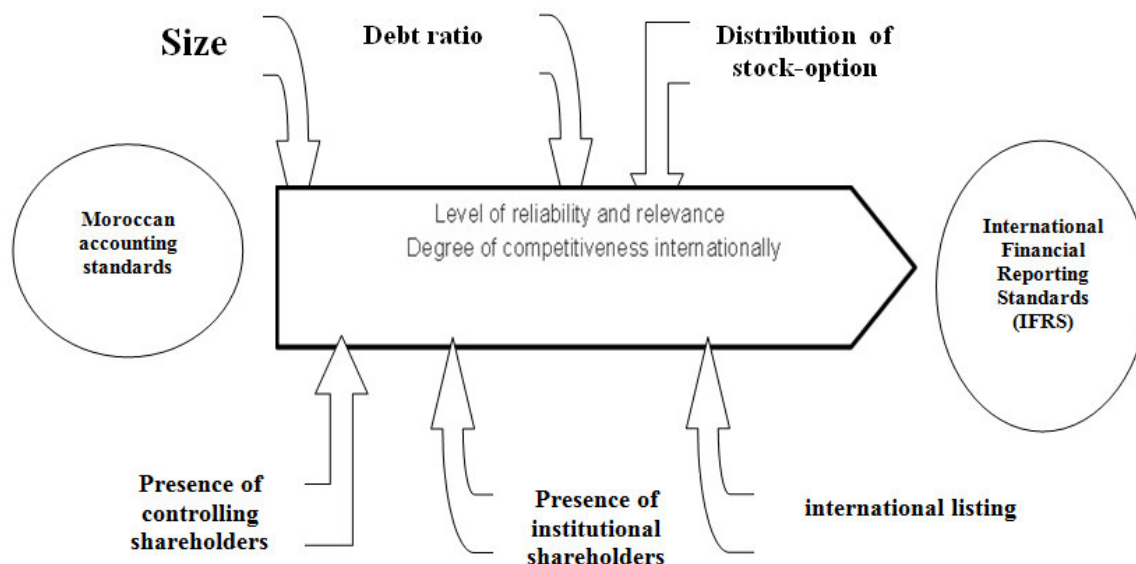 Size
Debt ratio
Distribution of
stock-option
Moroccan
accounting
standards
Level of reliability and relevance
Degree of competitiveness internationally
International
Financial
Reporting
Standards
(IFRS)
Presence of
controlling
shareholders
Presence of
institutional
shareholders
international listing